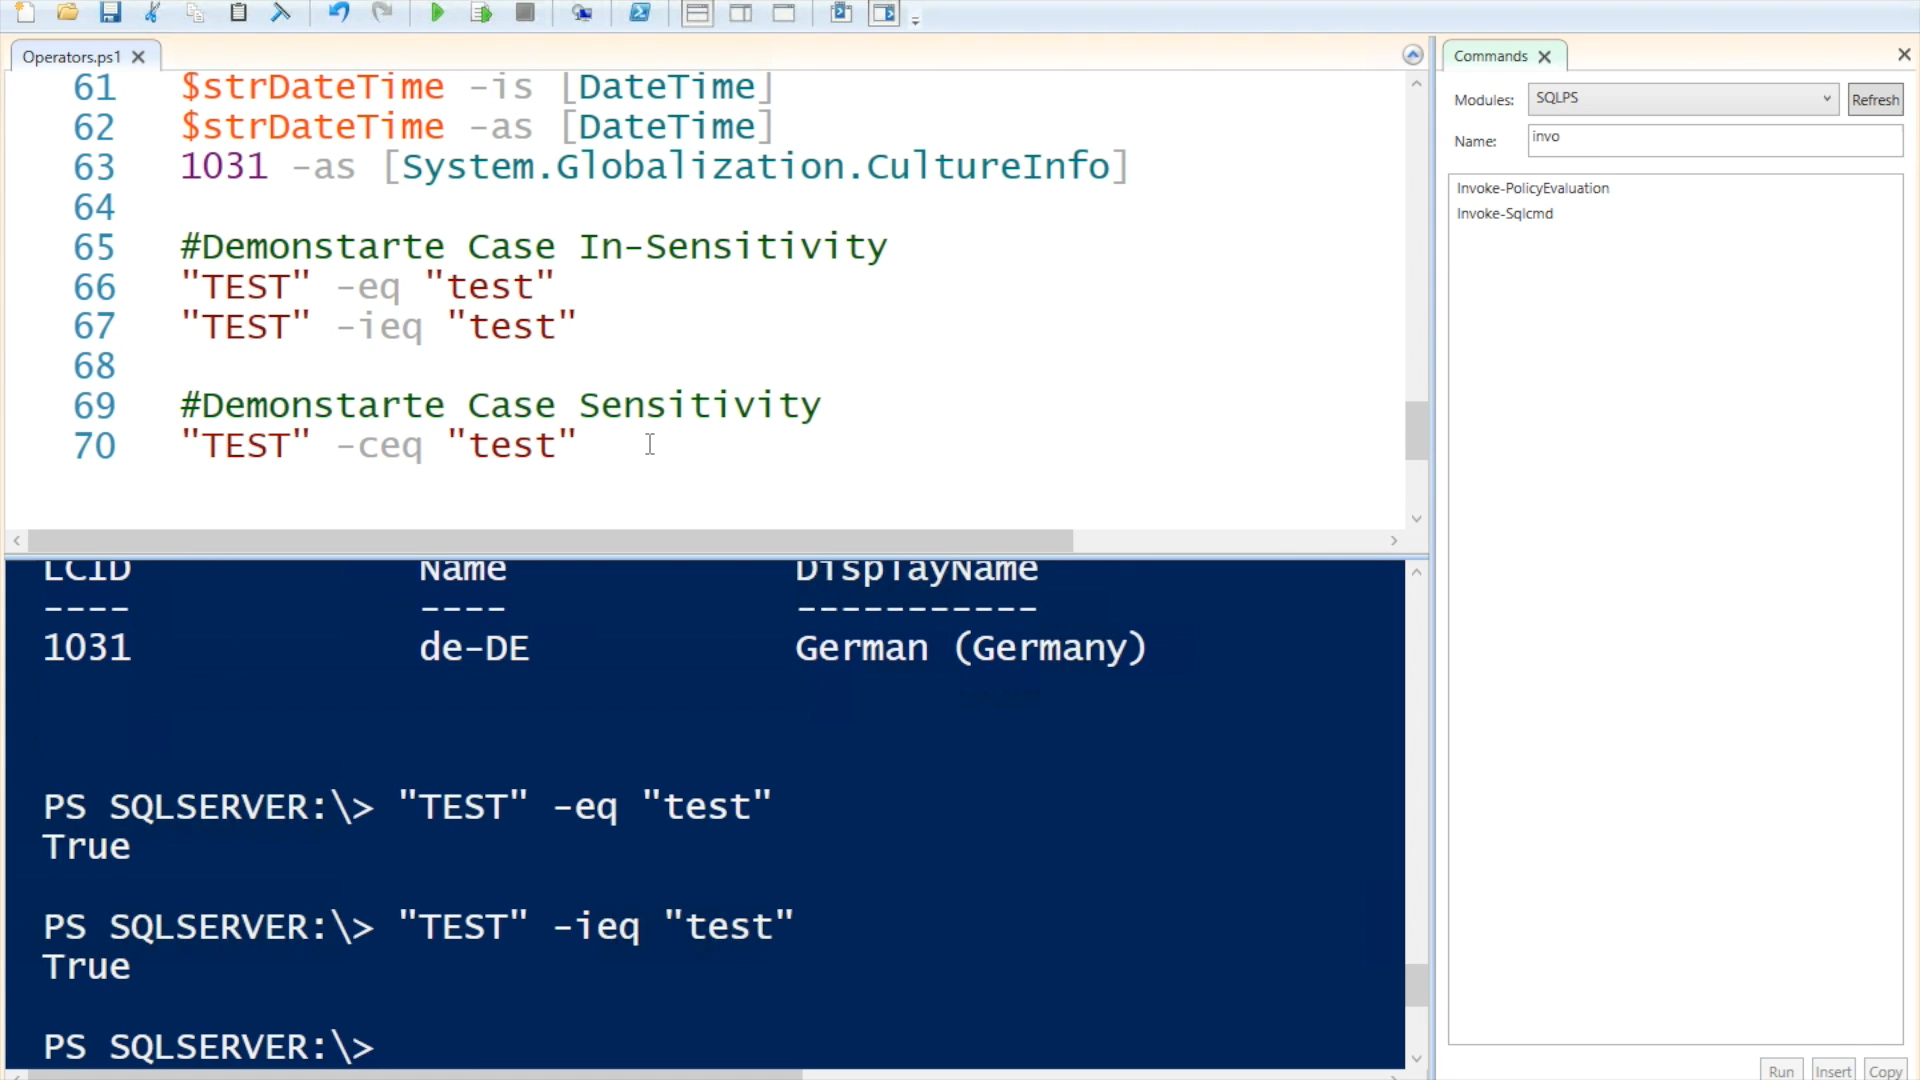 Operators.ps1
61 $strDateTime -is [DateTime]
62 $strDateTime -as [DateTime]
63 1031 -as [System.Globalization.CultureInfo]
64
65 #Demonstarte Case In-Sensitivity
66 "TEST" -eq "test"
67 "TEST" -ieq "test"
68
69 #Demonstarte Case Sensitivity
70 "TEST" -ceq "test"
LCID Name DisplayName
---- ---- -----------
1031 de-DE German (Germany)
PS SQLSERVER:\> "TEST" -eq "test"
True
PS SQLSERVER:\> "TEST" -ieq "test"
True
PS SQLSERVER:\>
Commands
Modules: SQLPS Refresh
Name: invo
Invoke-PolicyEvaluation
Invoke-Sqlcmd
Run Insert Copy